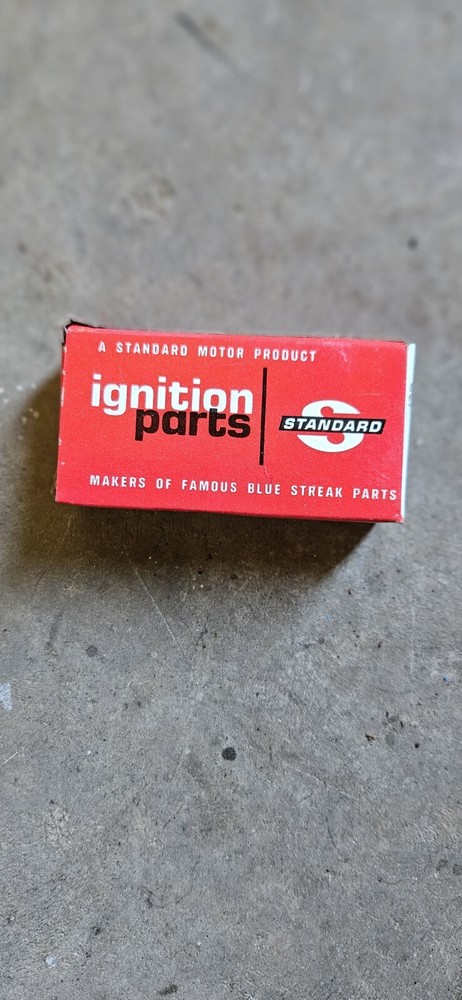 A STANDARD MOTOR PRODUCT
ignition
parts
STANDARD
MAKERS OF FAMOUS BLUE STREAK PARTS